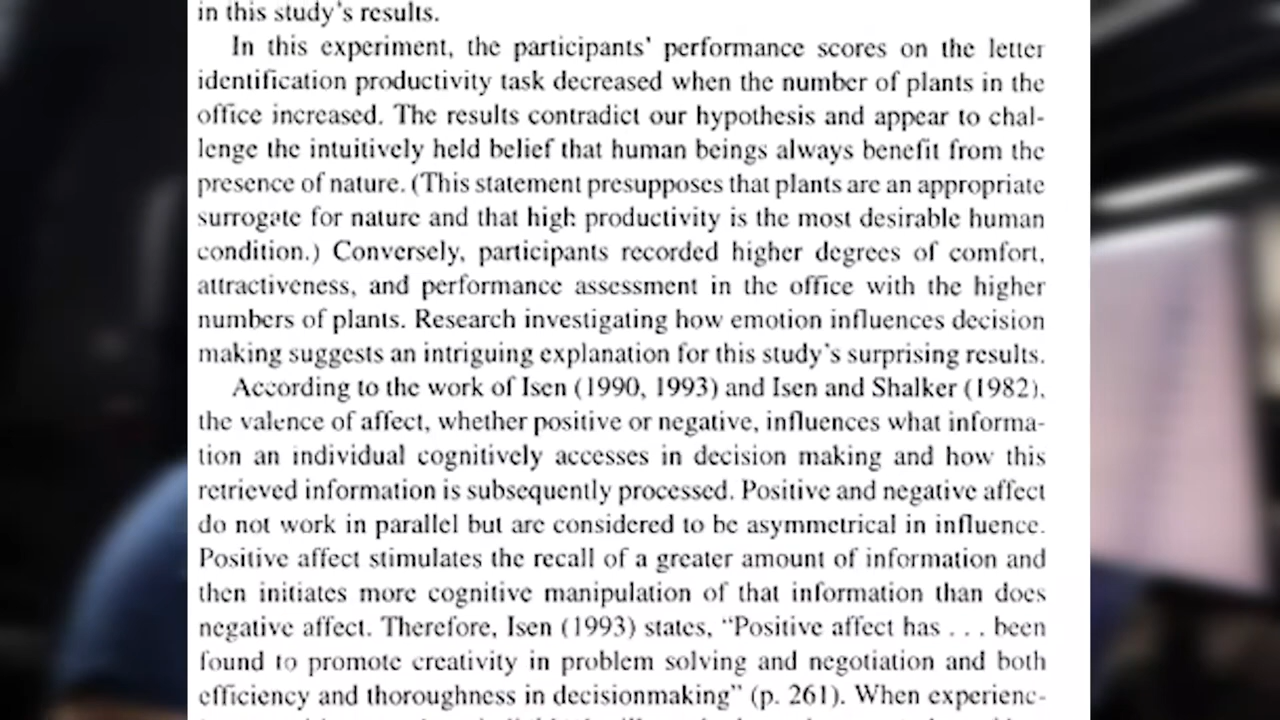 in this study's results.
In this experiment, the participants' performance scores on the letter
identification productivity task decreased when the number of plants in the
office increased. The results contradict our hypothesis and appear to chal-
lenge the intuitively held belief that human beings always benefit from the
presence of nature. (This statement presupposes that plants are an appropriate
surrogate for nature and that high productivity is the most desirable human
condition.) Conversely, participants recorded higher degrees of comfort,
attractiveness, and performance assessment in the office with the higher
numbers of plants. Research investigating how emotion influences decision
making suggests an intriguing explanation for this study's surprising results.
According to the work of Isen (1990, 1993) and Isen and Shalker (1982),
the valence of affect, whether positive or negative, influences what informa-
tion an individual cognitively accesses in decision making and how this
retrieved information is subsequently processed. Positive and negative affect
do not work in parallel but are considered to be asymmetrical in influence.
Positive affect stimulates the recall of a greater amount of information and
then initiates more cognitive manipulation of that information than does
negative affect. Therefore, Isen (1993) states, “Positive affect has . . . been
found to promote creativity in problem solving and negotiation and both
efficiency and thoroughness in decisionmaking” (p. 261). When experienc-